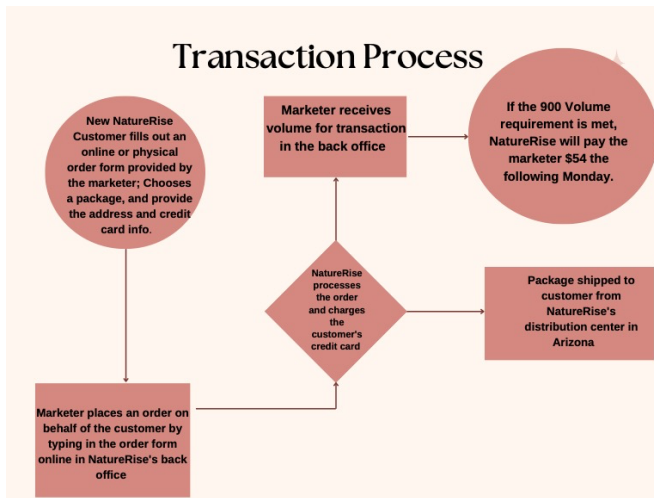 Transaction Process
New NatureRise
Customer fills out an
online or physical
order form provided by
the marketer; Chooses
a package, and provide
the address and credit
card info.
Marketer places an order on
behalf of the customer by
typing in the order form
online in NatureRise's back
office
NatureRise
processes
the order
and charges
the
customer's
credit card
Marketer receives
volume for transaction
in the back office
If the 900 Volume
requirement is met,
NatureRise will pay the
marketer $54 the
following Monday.
Package shipped to
customer from
NatureRise's
distribution center in
Arizona